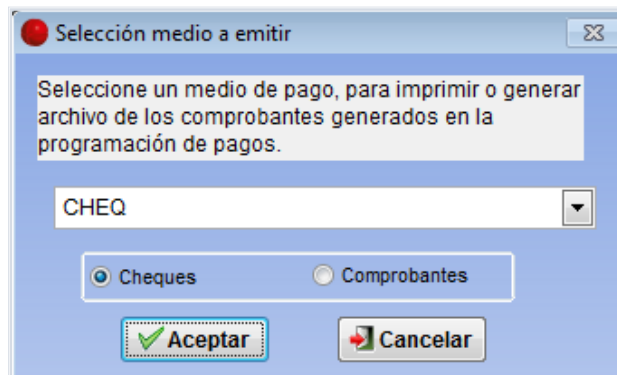 Selección medio a emitir
Seleccione un medio de pago, para imprimir o generar
archivo de los comprobantes generados en la
programación de pagos.
CHEQ
Cheques Comprobantes
Aceptar Cancelar